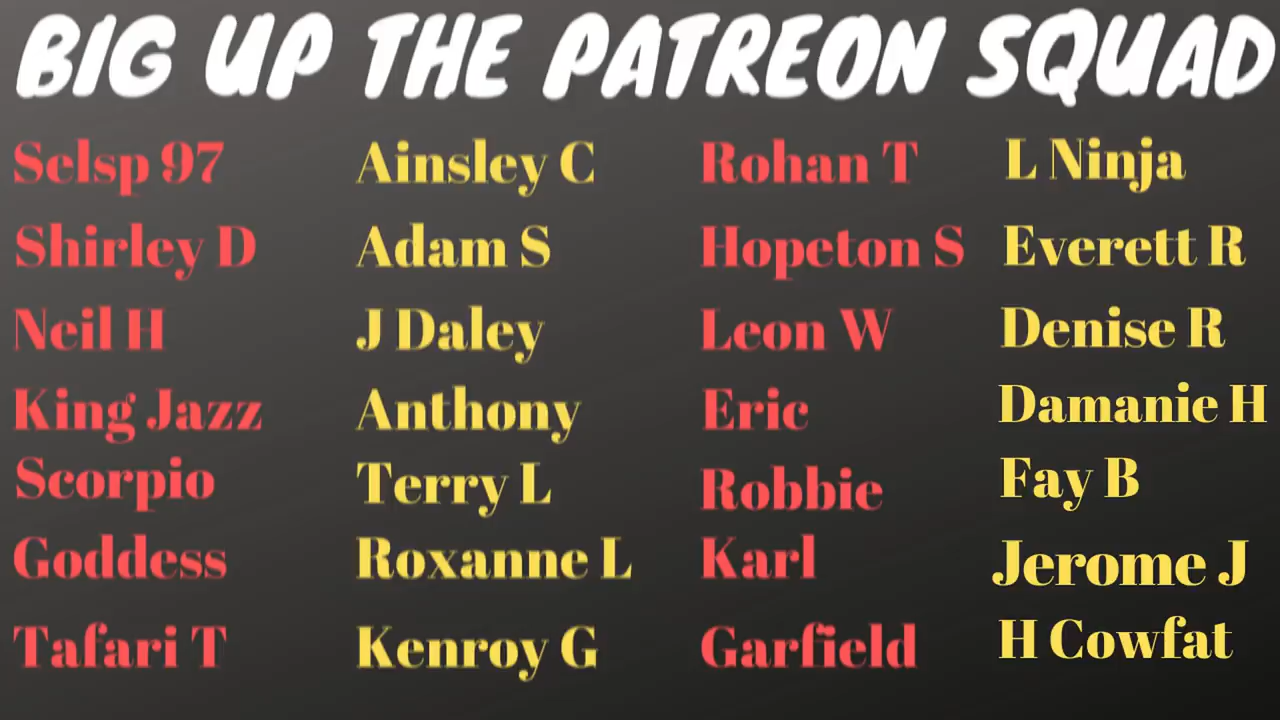 BIG UP THE PATREON SQUAD
Selsp 97
Shirley D
Neil H
King Jazz
Scorpio
Goddess
Tafari T
Ainsley C
Adam S
J Daley
Anthony
Terry L
Roxanne L
Kenroy G
Rohan T
Hopeton S
Leon W
Eric
Robbie
Karl
Garfield
L Ninja
Everett R
Denise R
Damanie H
Fay B
Jerome J
H Cowfat